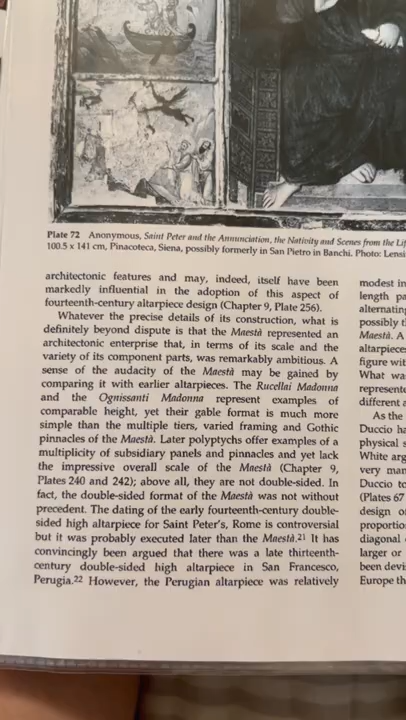 Plate 72 Anonymous, Saint Peter and the Annunciation, the Nativity and Scenes from the
100.5 x 141 cm, Pinacoteca, Siena, possibly formerly in San Pietro in Banchi. Photo: Lensi
architectonic features and may, indeed, itself have been
markedly influential in the adoption of this aspect of
fourteenth-century altarpiece design (Chapter 9, Plate 256).
Whatever the precise details of its construction, what is
definitely beyond dispute is that the Maestà represented an
architectonic enterprise that, in terms of its scale and the
variety of its component parts, was remarkably ambitious. A
sense of the audacity of the Maestà may be gained by
comparing it with earlier altarpieces. The Rucellai Madonna
and the Ognissanti Madonna represent examples of
comparable height, yet their gable format is much more
simple than the multiple tiers, varied framing and Gothic
pinnacles of the Maestà. Later polyptychs offer examples of a
multiplicity of subsidiary panels and pinnacles and yet lack
the impressive overall scale of the Maestà (Chapter 9,
Plates 240 and 242); above all, they are not double-sided. In
fact, the double-sided format of the Maestà was not without
precedent. The dating of the early fourteenth-century double-
sided high altarpiece for Saint Peter's, Rome is controversial
but it was probably executed later than the Maestà.21 It has
convincingly been argued that there was a late thirteenth-
century double-sided high altarpiece in San Francesco,
Perugia.22 However, the Perugian altarpiece was relatively
modest in
length pa
alternating
possibly t
Maestà. A
altarpiece
figure wit
What wa
represent
different a
As the
Duccio ha
physical s
White arg
very man
Duccio to
(Plates 67
design o
proportio
diagonal
larger or
been devi
Europe th